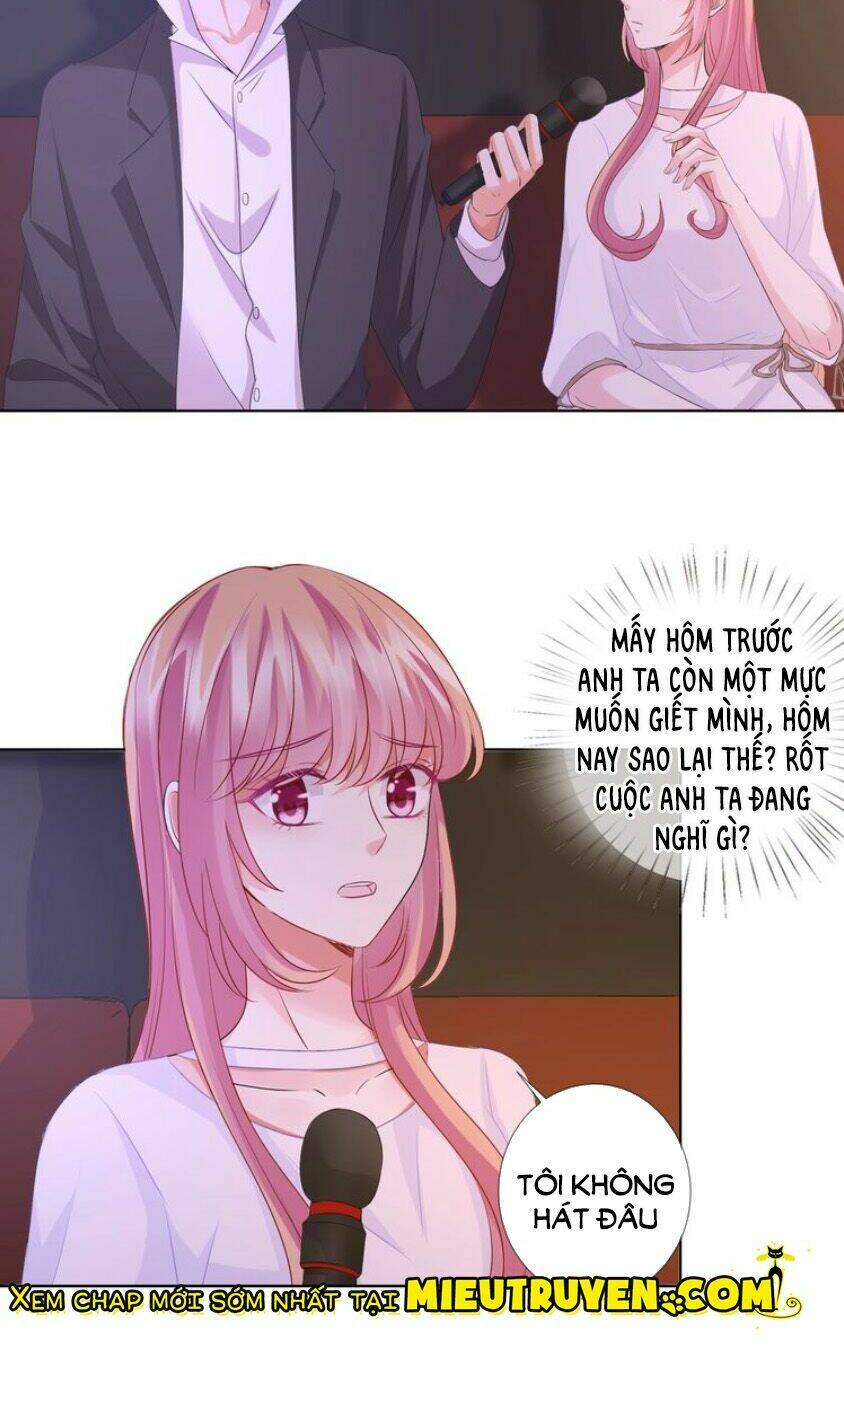 MẤY HÔM TRƯỚC
ANH TA CÒN MỘT MỰC
MUỐN GIẾT MÌNH, HÔM
NAY SAO LẠI THẾ? RỐT
CUỘC ANH TA ĐANG
NGHĨ GÌ?
TÔI KHÔNG
HÁT ĐÂU
XEM CHAP MỚI SỚM NHẤT TẠI MIEUTRUYEN.COM